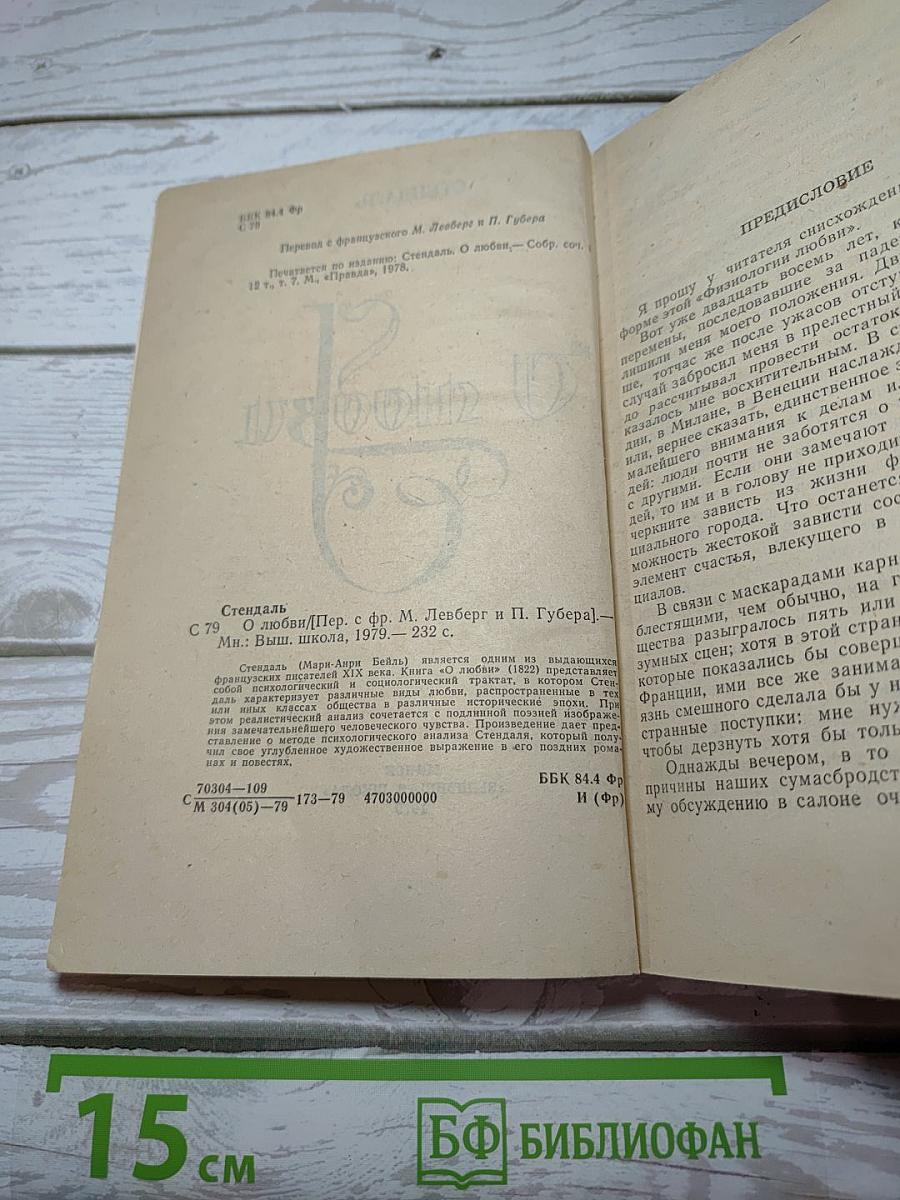 ББК 84.4 Фр
С 79
Перевод с французского М. Левберг и П. Губера
Печатается по изданию: Стендаль. О любви.— Собр. соч.
12 т., т. 7. М., «Правда», 1978.
Стендаль
С 79 О любви/[Пер. с фр. М. Левберг и П. Губера].—
Мн.: Выш. школа, 1979.— 232 с.
Стендаль (Мари-Анри Бейль) является одним из выдающихся
французских писателей XIX века. Книга «О любви» (1822) представляет
собой психологический и социологический трактат, в котором Стен-
даль характеризует различные виды любви, распространенные в тех
или иных классах общества в различные исторические эпохи. При
этом реалистический анализ сочетается с подлинной поэзией изображе-
ния замечательнейшего человеческого чувства. Произведение дает пред-
ставление о методе психологического анализа Стендаля, который полу-
чил свое углубленное художественное выражение в его поздних рома-
нах и повестях.
С 70304—109
М 304(05)—79 173—79 4703000000
ББК 84.4 Фр
И (Фр)
ПРЕДИСЛОВИЕ
Я прошу у читателя снисхождени
форме этой «Физиологии любви».
Вот уже двадцать восемь лет, к
перемены, последовавшие за паде
лишили меня моего положения. Дв
ше, тотчас же после ужасов отсту
случай забросил меня в прелестный
до рассчитывал провести остаток
казалось мне восхитительным. В с
дии, в Милане, в Венеции наслажд
или, вернее сказать, единственное з
малейшего внимания к делам и
дей: люди почти не заботятся о
с другими. Если они замечают
дей, то им и в голову не приходи
черкните зависть из жизни ф
циального города. Что останется
можность жестокой зависти сос
элемент счастья, влекущего в
циалов.
В связи с маскарадами карн
блестящими, чем обычно, на г
щества разыгралось пять или
зумных сцен; хотя в этой стран
которые показались бы соверш
Франции, ими все же занима
язнь смешного сделала бы у н
странные поступки; мне нуж
чтобы дерзнуть хотя бы толь
Однажды вечером, в то
причины наших сумасбродств
му обсуждению в салоне оч
15 см
БФ БИБЛИОФАН